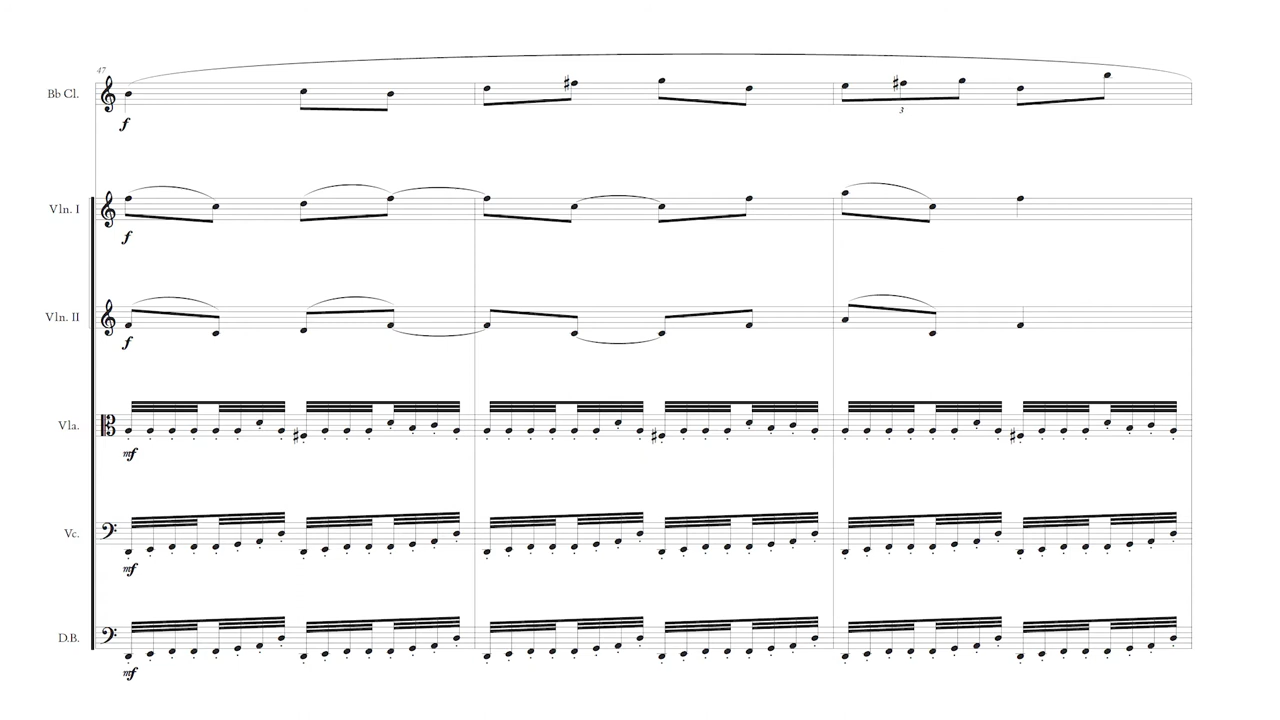 47
Bb Cl.
f
3
Vln. I
f
Vln. II
f
Vla.
mf
Vc.
mf
D.B.
mf